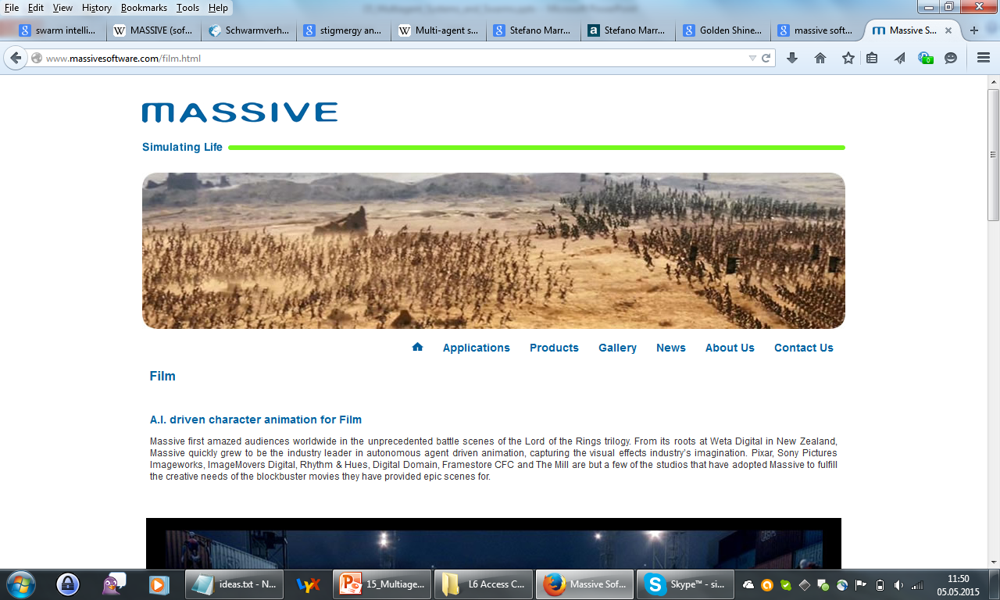 File Edit View History Bookmarks Tools Help
swarm intelli... MASSIVE (sof... Schwarmverh... stigmergy an... Multi-agent s... Stefano Marr... Stefano Marr... Golden Shine... massive soft... Massive S...
www.massivesoftware.com/film.html
MASSIVE
Simulating Life
Applications Products Gallery News About Us Contact Us
Film
A.I. driven character animation for Film
Massive first amazed audiences worldwide in the unprecedented battle scenes of the Lord of the Rings trilogy. From its roots at Weta Digital in New Zealand,
Massive quickly grew to be the industry leader in autonomous agent driven animation, capturing the visual effects industry's imagination. Pixar, Sony Pictures
Imageworks, ImageMovers Digital, Rhythm & Hues, Digital Domain, Framestore CFC and The Mill are but a few of the studios that have adopted Massive to fulfill
the creative needs of the blockbuster movies they have provided epic scenes for.
ideas.txt - N... LyX 15_Multiage... L6 Access C... Massive Sof... Skype™ - si... 11:50
05.05.2015